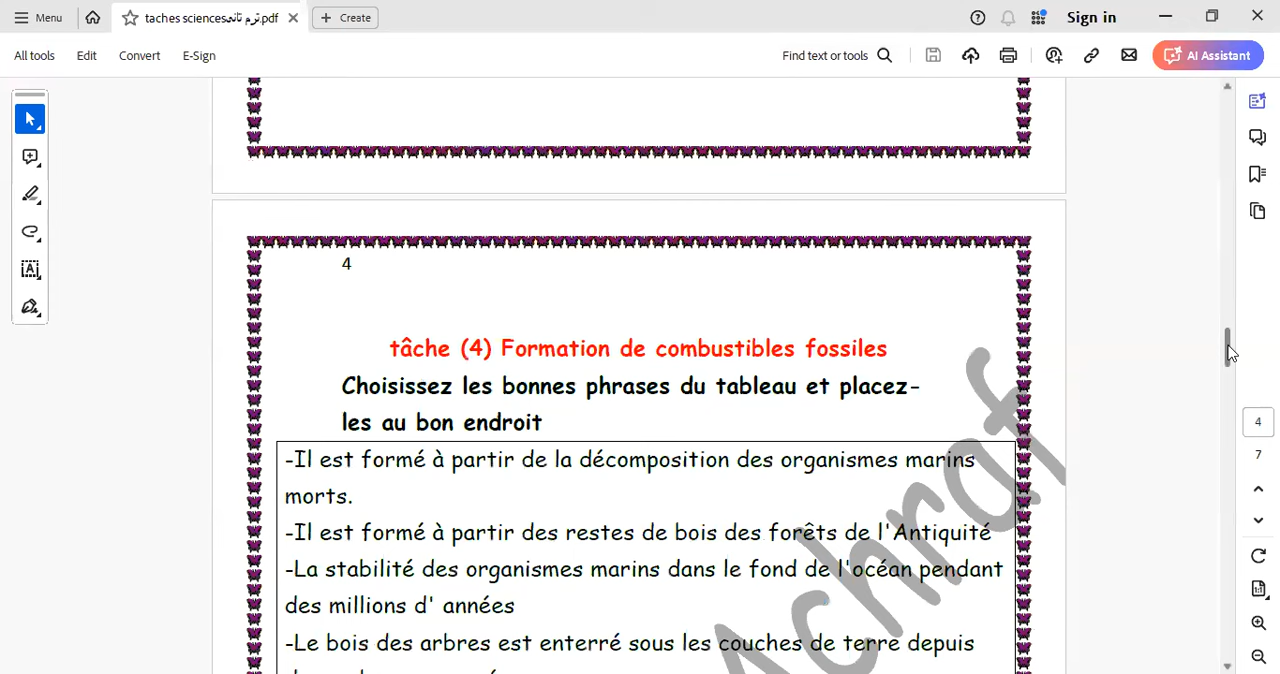 Menu
taches sciencesترم تانى.pdf
Create
Sign in
All tools
Edit
Convert
E-Sign
Find text or tools
AI Assistant
4
tâche (4) Formation de combustibles fossiles
Choisissez les bonnes phrases du tableau et placez-
les au bon endroit
-Il est formé à partir de la décomposition des organismes marins
morts.
-Il est formé à partir des restes de bois des forêts de l'Antiquité
-La stabilité des organismes marins dans le fond de l'océan pendant
des millions d' années
-Le bois des arbres est enterré sous les couches de terre depuis
Achraf
4
7